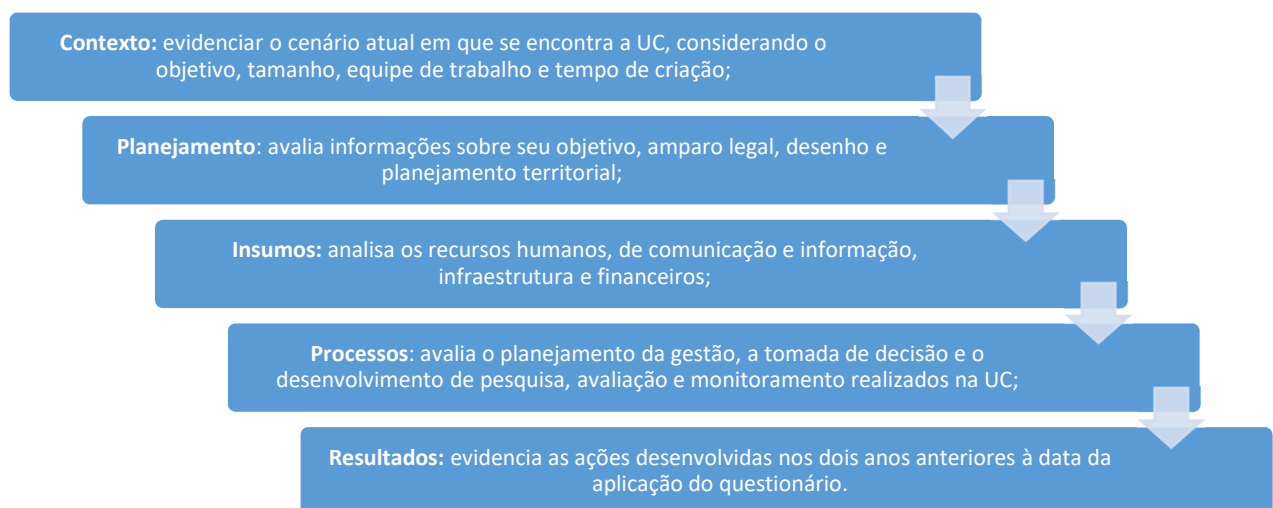 Contexto: evidenciar o cenário atual em que se encontra a UC, considerando o
objetivo, tamanho, equipe de trabalho e tempo de criação;
Planejamento: avalia informações sobre seu objetivo, amparo legal, desenho e
planejamento territorial;
Insumos: analisa os recursos humanos, de comunicação e informação,
infraestrutura e financeiros;
Processos: avalia o planejamento da gestão, a tomada de decisão e o
desenvolvimento de pesquisa, avaliação e monitoramento realizados na UC;
Resultados: evidencia as ações desenvolvidas nos dois anos anteriores à data da
aplicação do questionário.